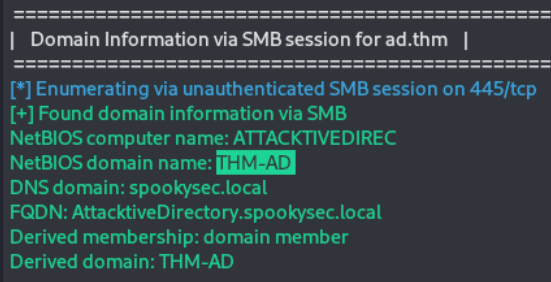 ==================================================
| Domain Information via SMB session for ad.thm |
==================================================
[*] Enumerating via unauthenticated SMB session on 445/tcp
[+] Found domain information via SMB
NetBIOS computer name: ATTACKTIVEDIREC
NetBIOS domain name: THM-AD
DNS domain: spookysec.local
FQDN: AttacktiveDirectory.spookysec.local
Derived membership: domain member
Derived domain: THM-AD